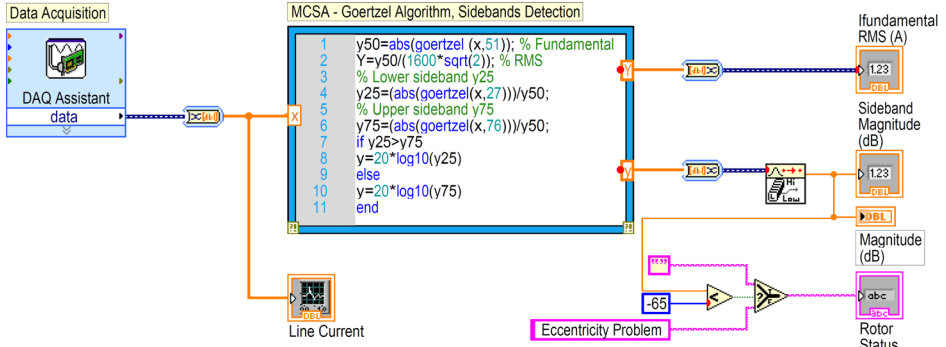 Data Acquisition
MCSA - Goertzel Algorithm, Sidebands Detection
Ifundamental
RMS (A)
DAQ Assistant
data
1 y50=abs(goertzel (x,51)); % Fundamental
2 Y=y50/(1600*sqrt(2)); % RMS
3 % Lower sideband y25
4 y25=(abs(goertzel(x,27)))/y50;
5 % Upper sideband y75
6 y75=(abs(goertzel(x,76)))/y50;
7 if y25>y75
8 y=20*log10(y25)
9 else
10 y=20*log10(y75)
11 end
X
Y
y
1.23
DBL
Sideband
Magnitude
(dB)
1.23
DBL
Hi
Low
DBL
Magnitude
(dB)
-65
<
?
T
F
Eccentricity Problem
abc
abc
Rotor
Status
DBL
Line Current